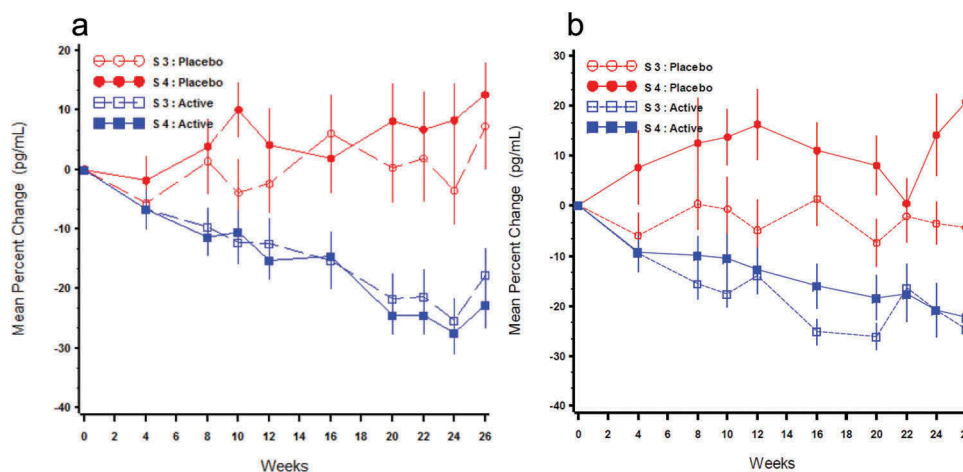 a
S 3 : Placebo
S 4 : Placebo
S 3 : Active
S 4 : Active
Mean Percent Change (pg/mL)
20
10
0
-10
-20
-30
-40
0 2 4 6 8 10 12 14 16 18 20 22 24 26
Weeks
b
S 3 : Placebo
S 4 : Placebo
S 3 : Active
S 4 : Active
Mean Percent Change (pg/mL)
30
20
10
0
-10
-20
-30
-40
0 2 4 6 8 10 12 14 16 18 20 22 24
Weeks